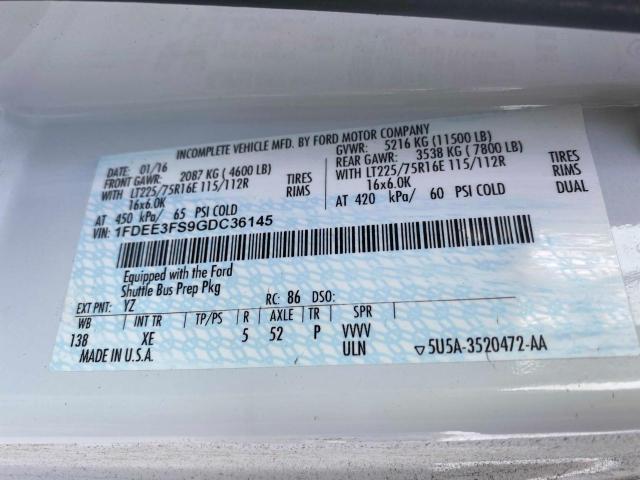 INCOMPLETE VEHICLE MFD. BY FORD MOTOR COMPANY
DATE: 01/16 GVWR: 5216 KG (11500 LB)
FRONT GAWR: 2087 KG (4600 LB) REAR GAWR: 3538 KG (7800 LB)
WITH LT225/75R16E 115/112R TIRES WITH LT225/75R16E 115/112R TIRES
16x6.0K RIMS 16x6.0K RIMS
AT 450 kPa/ 65 PSI COLD AT 420 kPa/ 60 PSI COLD DUAL
VIN: 1FDEE3FS9GDC36145
Equipped with the Ford
Shuttle Bus Prep Pkg
EXT PNT: YZ RC: 86 DSO:
WB INT TR TP/PS R AXLE TR SPR
138 XE 5 52 P VVVV
MADE IN U.S.A. ULN ▽5U5A-3520472-AA